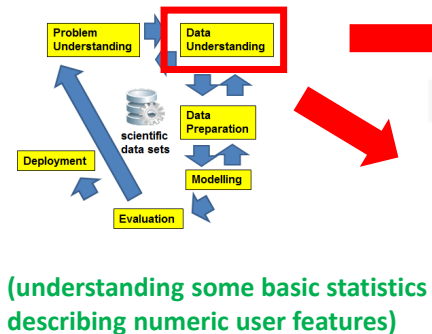 Problem
Understanding
Data
Understanding
scientific
data sets
Data
Preparation
Deployment
Modelling
Evaluation
(understanding some basic statistics
describing numeric user features)